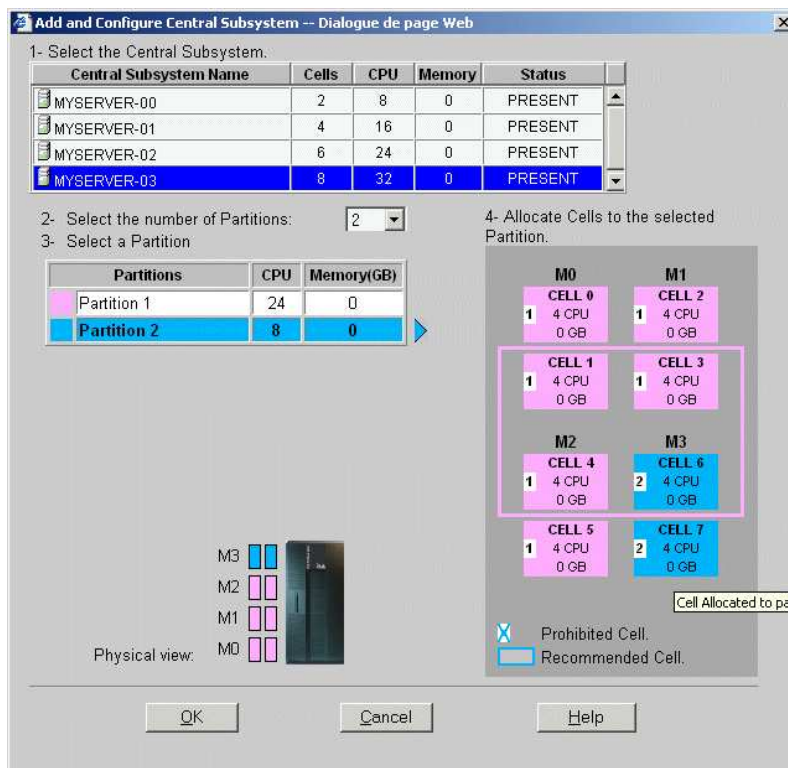 Add and Configure Central Subsystem -- Dialogue de page Web
1- Select the Central Subsystem.
Central Subsystem Name Cells CPU Memory Status
MYSERVER-00 2 8 0 PRESENT
MYSERVER-01 4 16 0 PRESENT
MYSERVER-02 6 24 0 PRESENT
MYSERVER-03 8 32 0 PRESENT
2- Select the number of Partitions: 2
3- Select a Partition
Partitions CPU Memory(GB)
Partition 1 24 0
Partition 2 8 0
4- Allocate Cells to the selected
Partition.
M0 M1
CELL 0 CELL 2
1 4 CPU 1 4 CPU
0 GB 0 GB
CELL 1 CELL 3
1 4 CPU 1 4 CPU
0 GB 0 GB
M2 M3
CELL 4 CELL 6
1 4 CPU 2 4 CPU
0 GB 0 GB
CELL 5 CELL 7
1 4 CPU 2 4 CPU
0 GB 0 GB
Cell Allocated to pa
Prohibited Cell.
Recommended Cell.
M3
M2
M1
Physical view: M0
OK Cancel Help